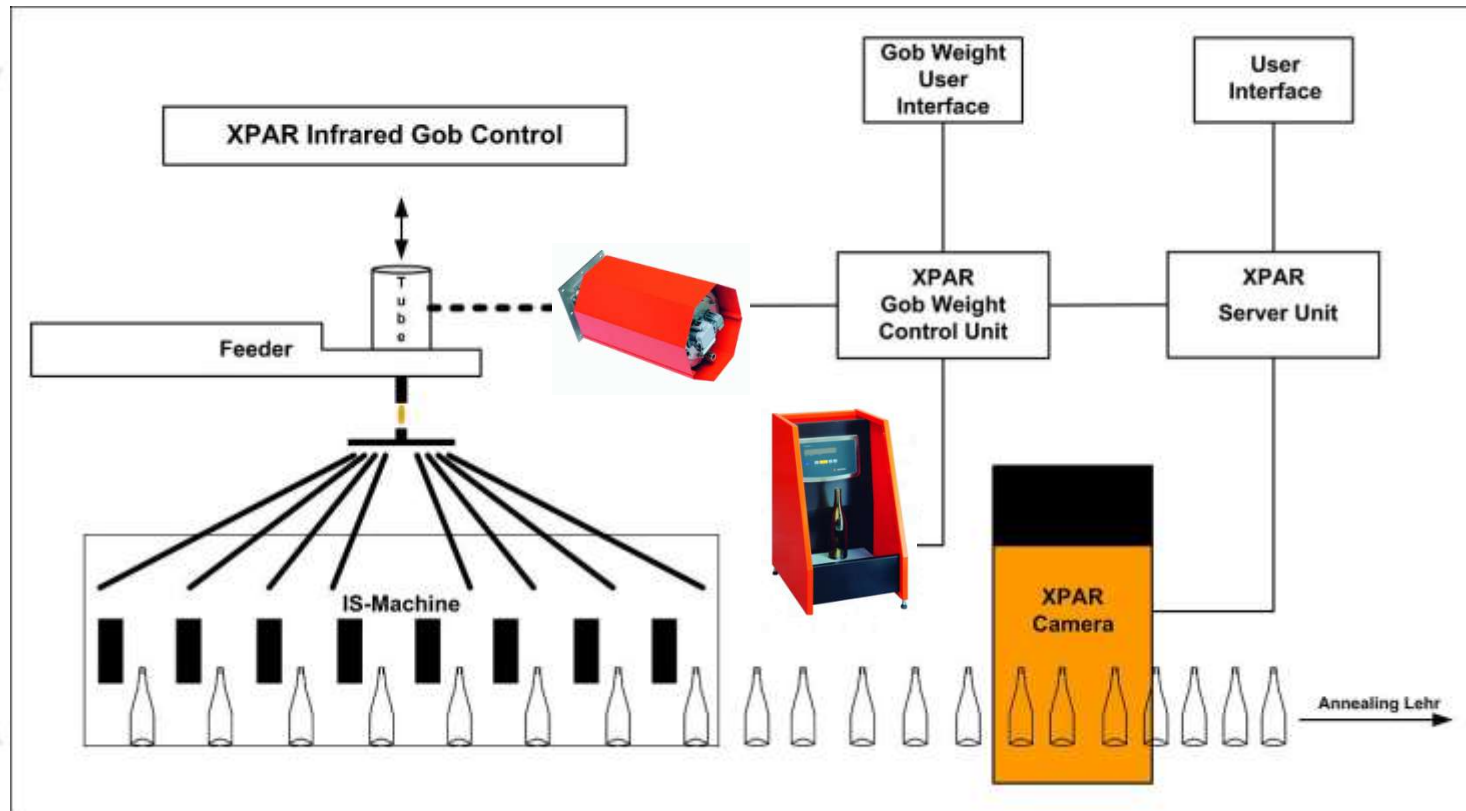 Gob Weight
User
Interface
User
Interface
XPAR Infrared Gob Control
Tube
XPAR
Gob Weight
Control Unit
XPAR
Server Unit
Feeder
IS-Machine
XPAR
Camera
Annealing Lehr